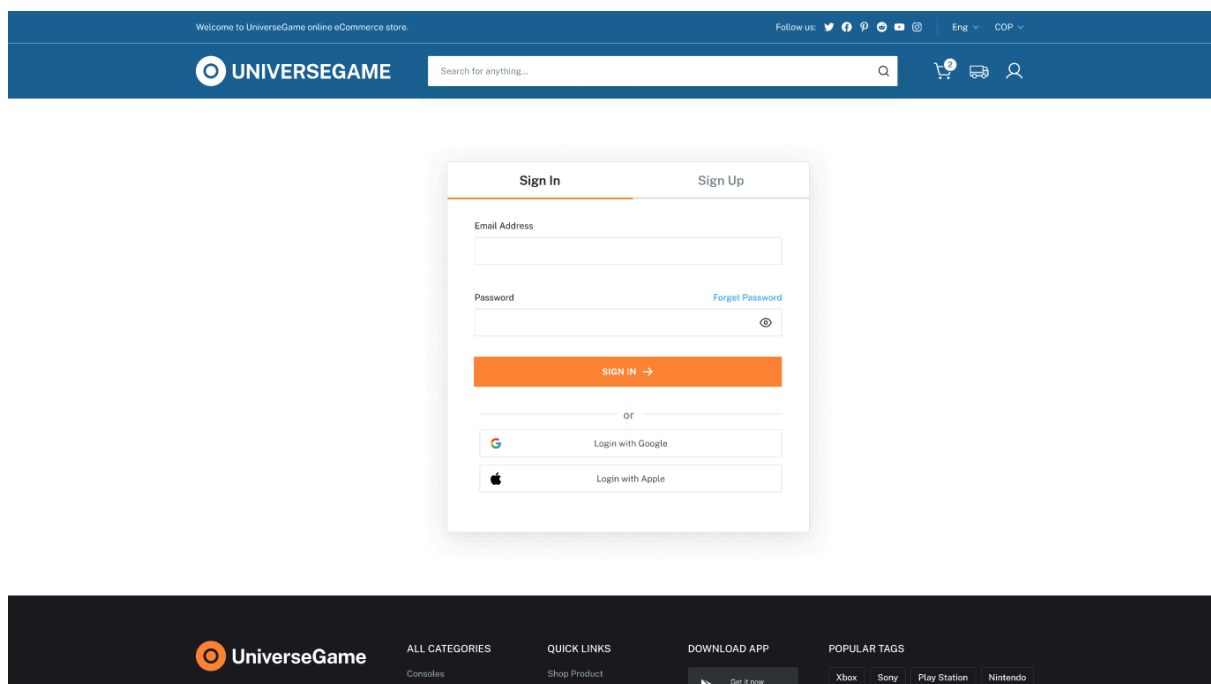 Welcome to UniverseGame online eCommerce store.
Follow us:
Eng
COP
UNIVERSEGAME
Search for anything...
2
Sign In
Sign Up
Email Address
Password
Forget Password
SIGN IN
or
Login with Google
Login with Apple
UniverseGame
ALL CATEGORIES
QUICK LINKS
DOWNLOAD APP
POPULAR TAGS
Consoles
Shop Product
Get it now
Xbox
Sony
Play Station
Nintendo